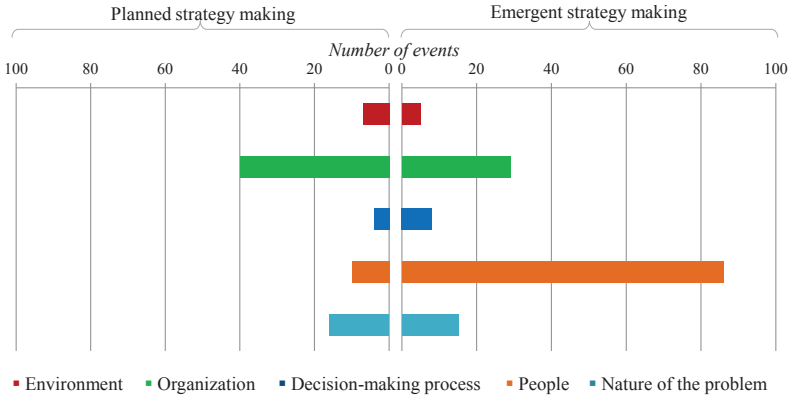 Planned strategy making Emergent strategy making
Number of events
100 80 60 40 20 0 0 20 40 60 80 100
Environment Organization Decision-making process People Nature of the problem